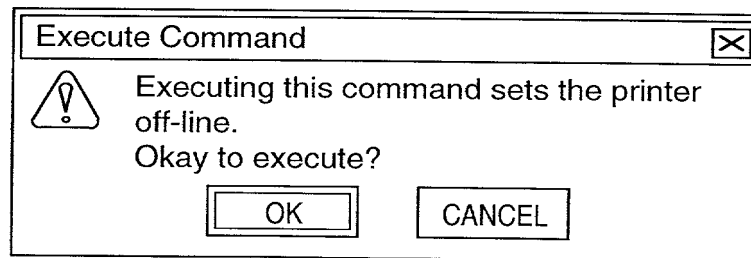 Execute Command
Executing this command sets the printer
off-line.
Okay to execute?
OK
CANCEL